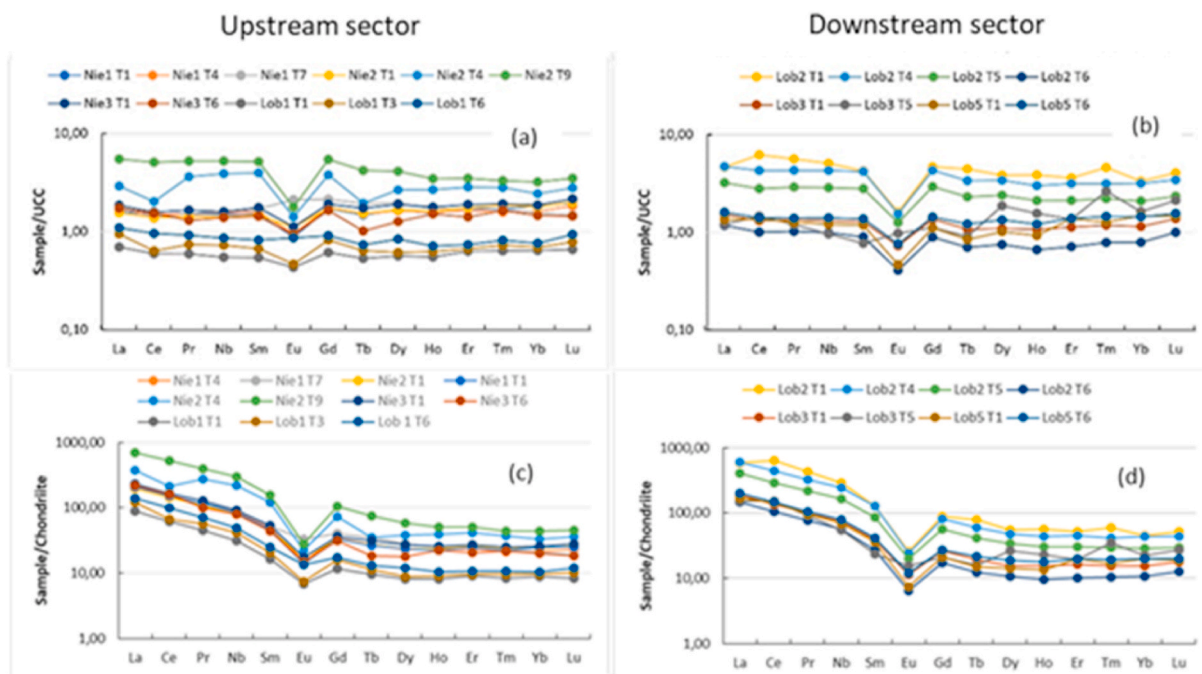 Upstream sector
Downstream sector
Nie1 T1 Nie1 T4 Nie1 T7 Nie2 T1 Nie2 T4 Nie2 T9
Nie3 T1 Nie3 T6 Lob1 T1 Lob1 T3 Lob1 T6
(a)
10,00
1,00
0,10
Sample/UCC
La Ce Pr Nb Sm Eu Gd Tb Dy Ho Er Tm Yb Lu
Lob2 T1 Lob2 T4 Lob2 T5 Lob2 T6
Lob3 T1 Lob3 T5 Lob5 T1 Lob5 T6
(b)
10,00
1,00
0,10
Sample/UCC
La Ce Pr Nb Sm Eu Gd Tb Dy Ho Er Tm Yb Lu
Nie1 T4 Nie1 T7 Nie2 T1 Nie1 T1
Nie2 T4 Nie2 T9 Nie3 T1 Nie3 T6
Lob1 T1 Lob1 T3 Lob 1 T6
(c)
1000,00
100,00
10,00
1,00
Sample/Chondriite
La Ce Pr Nb Sm Eu Gd Tb Dy Ho Er Tm Yb Lu
Lob2 T1 Lob2 T4 Lob2 T5 Lob2 T6
Lob3 T1 Lob3 T5 Lob5 T1 Lob5 T6
(d)
1000,00
100,00
10,00
1,00
Sample/Chondriite
La Ce Pr Nb Sm Eu Gd Tb Dy Ho Er Tm Yb Lu